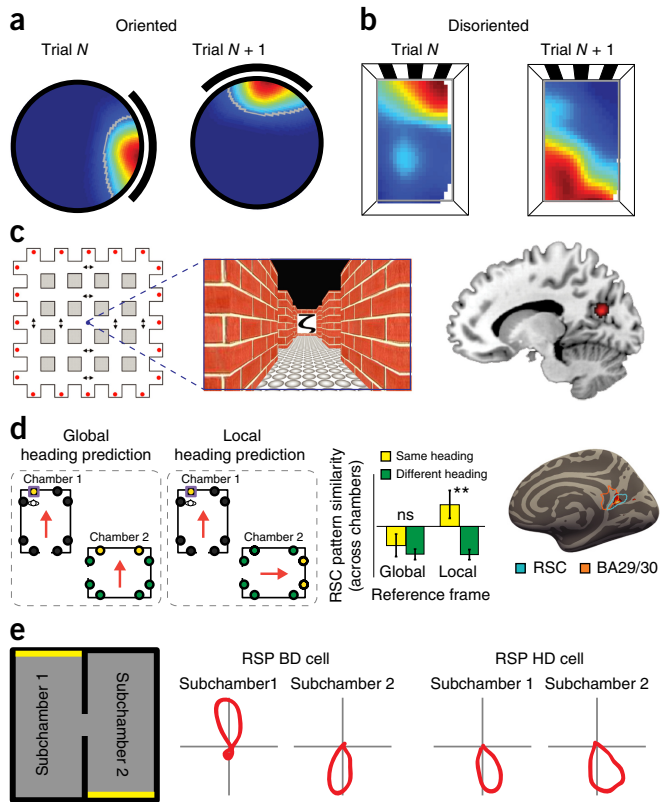 a
Oriented
Trial N
Trial N + 1
b
Disoriented
Trial N
Trial N + 1
c
d
Global
heading prediction
Chamber 1
Chamber 2
Local
heading prediction
Chamber 1
Chamber 2
RSC pattern similarity
(across chambers)
Same heading
Different heading
ns
**
Global
Local
Reference frame
RSC
BA29/30
e
Subchamber 1
Subchamber 2
RSP BD cell
Subchamber1
Subchamber 2
RSP HD cell
Subchamber 1
Subchamber 2